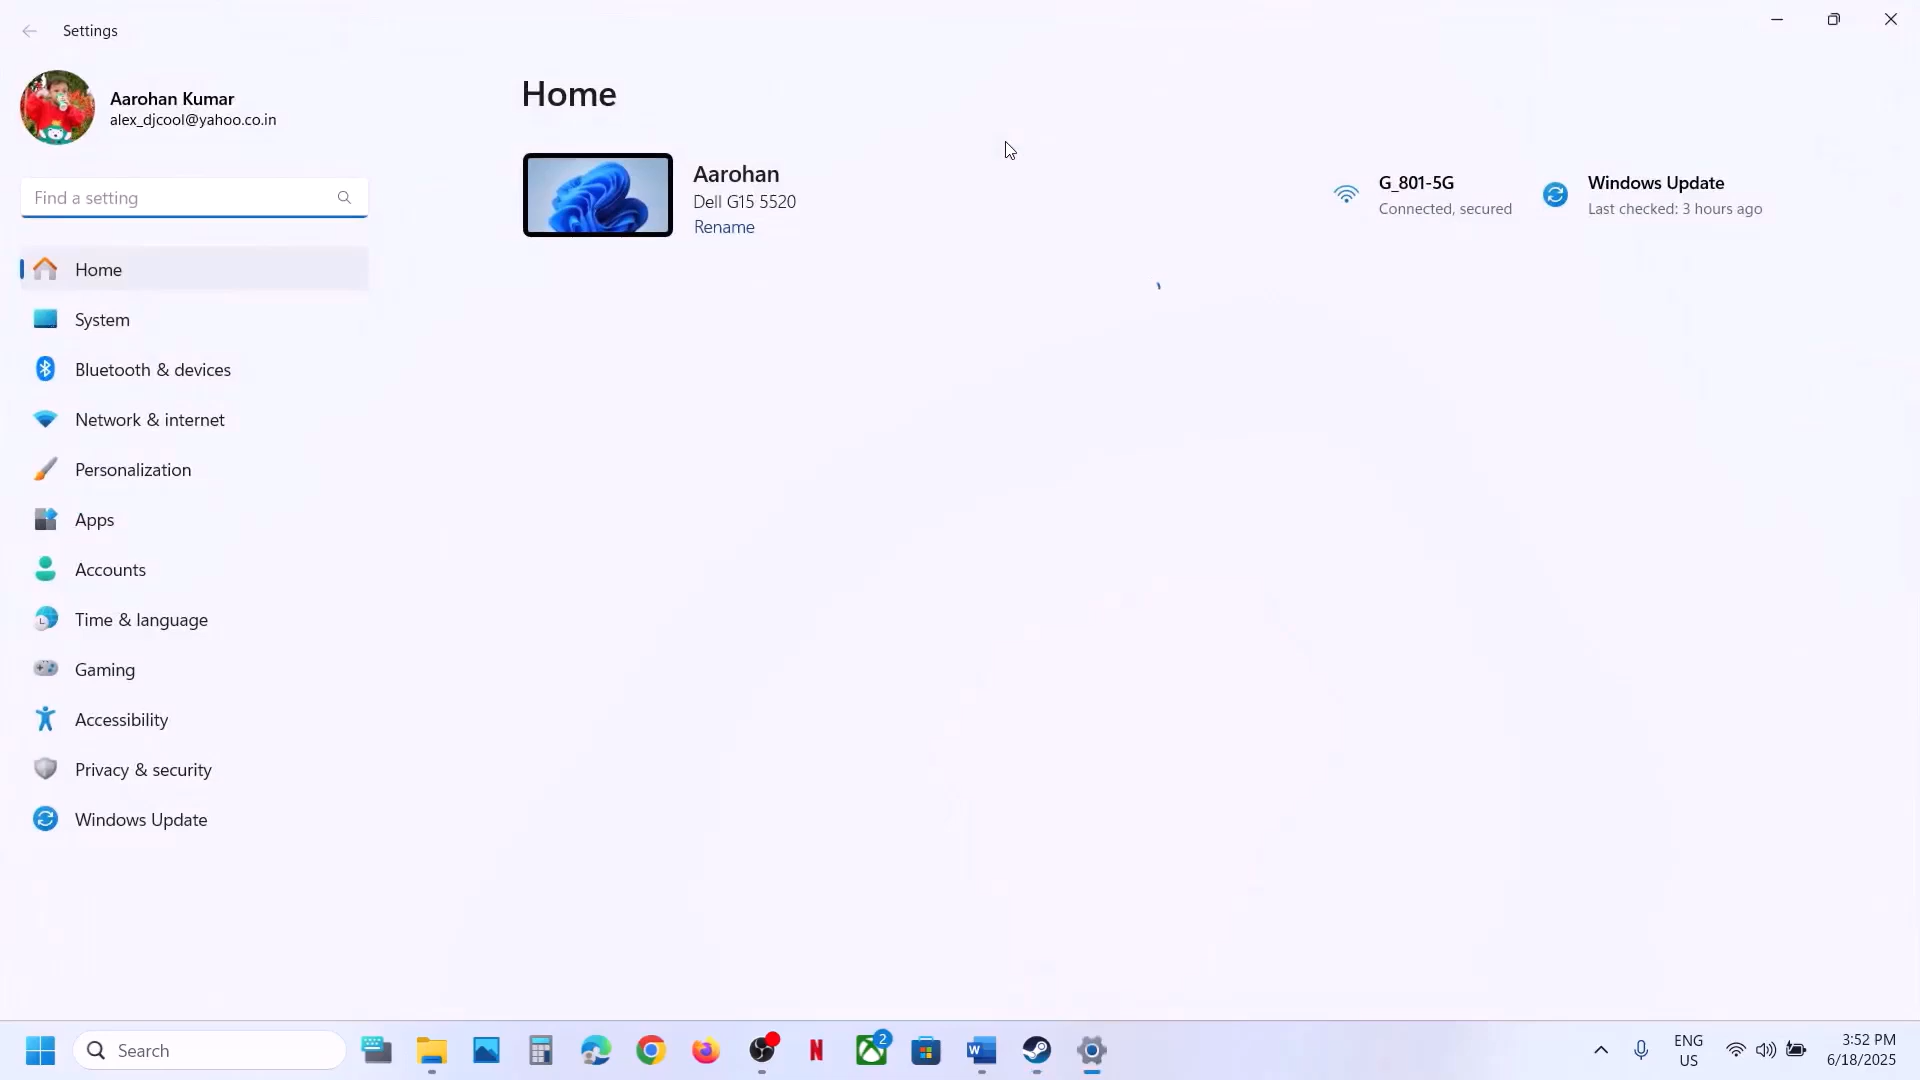 Settings
Aarohan Kumar
alex_djcool@yahoo.co.in
Find a setting
Home
System
Bluetooth & devices
Network & internet
Personalization
Apps
Accounts
Time & language
Gaming
Accessibility
Privacy & security
Windows Update
Home
Aarohan
Dell G15 5520
Rename
G_801-5G
Connected, secured
Windows Update
Last checked: 3 hours ago
Search
2
ENG
US
3:52 PM
6/18/2025